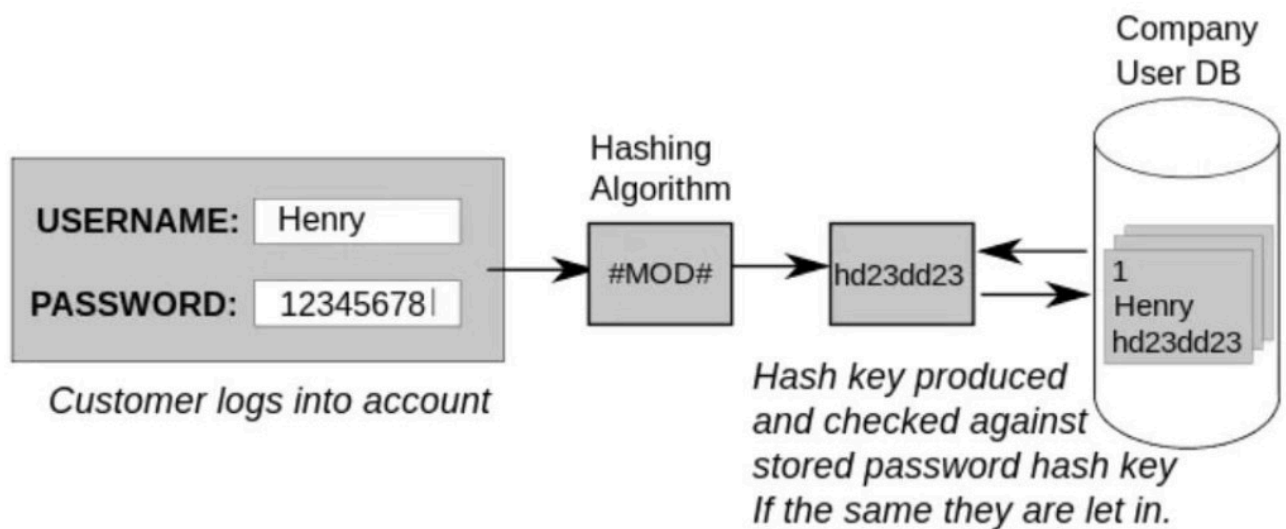 Company
User DB
Hashing
Algorithm
USERNAME: Henry
PASSWORD: 12345678
#MOD#
hd23dd23
1
Henry
hd23dd23
Customer logs into account
Hash key produced
and checked against
stored password hash key
If the same they are let in.